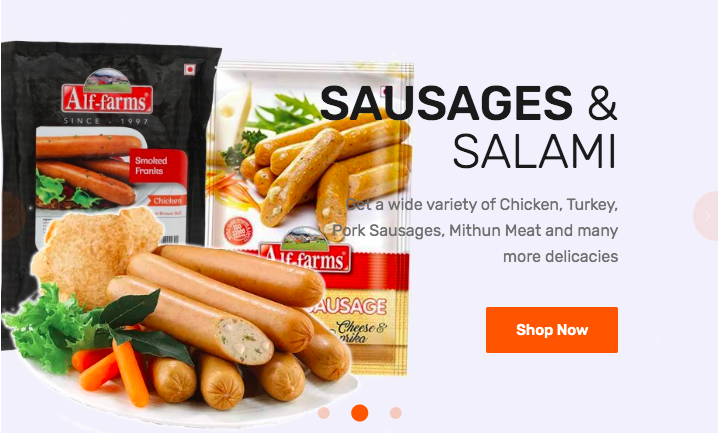 SAUSAGES &
SALAMI
Get a wide variety of Chicken, Turkey,
Pork Sausages, Mithun Meat and many
more delicacies
Shop Now
Alf-farms
SINCE - 1997
Smoked
Franks
Chicken
Alf-farms
SAUSAGE
Cheese &